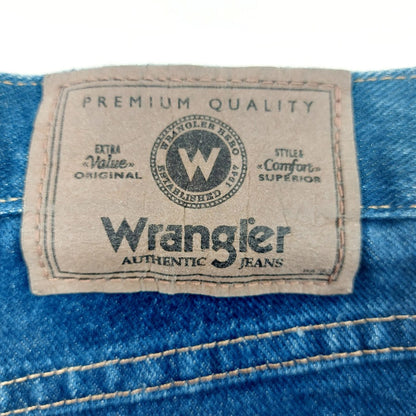 PREMIUM QUALITY
WRANGLER HERO
W
ESTABLISHED 1947
EXTRA
«Value»
ORIGINAL
STYLE &
«Comfort»
SUPERIOR
Wrangler
AUTHENTIC JEANS